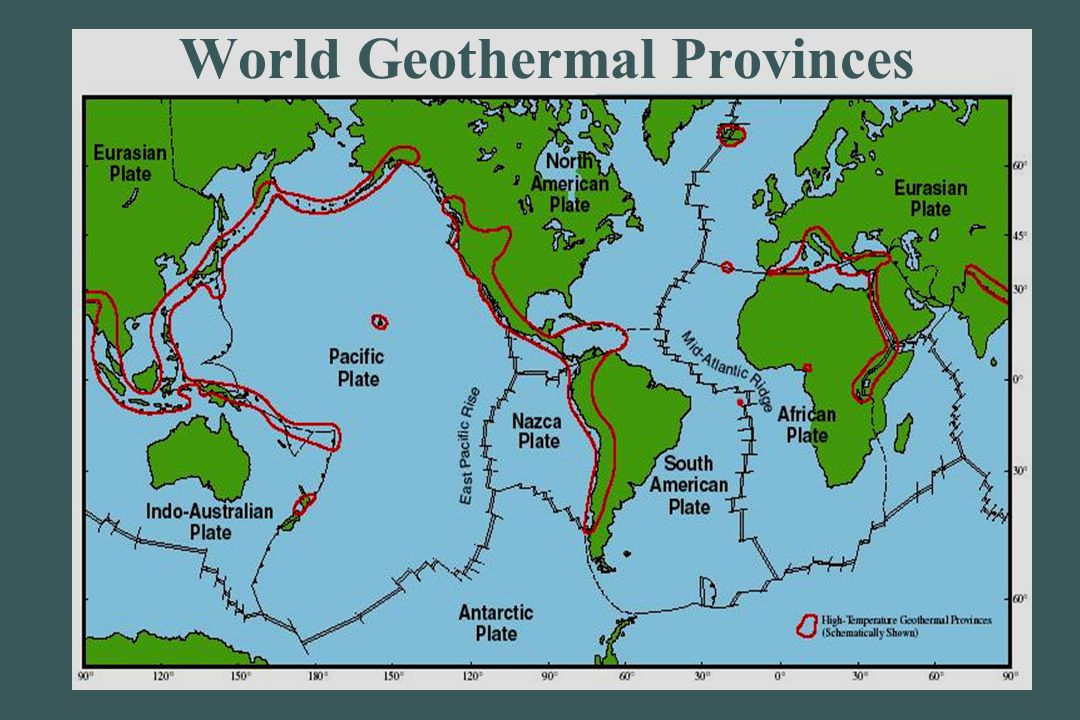 World Geothermal Provinces
Eurasian
Plate
North
American
Plate
Eurasian
Plate
60°
45°
30°
0°
30°
60°
Pacific
Plate
Mid-Atlantic Ridge
East Pacific Rise
Nazca
Plate
African
Plate
South
American
Plate
Indo-Australian
Plate
Antarctic
Plate
High-Temperature Geothermal Provinces
(Schematically Shown)
90° 120° 150° 180° 150° 120° 90° 60° 30° 0° 30° 60° 90°